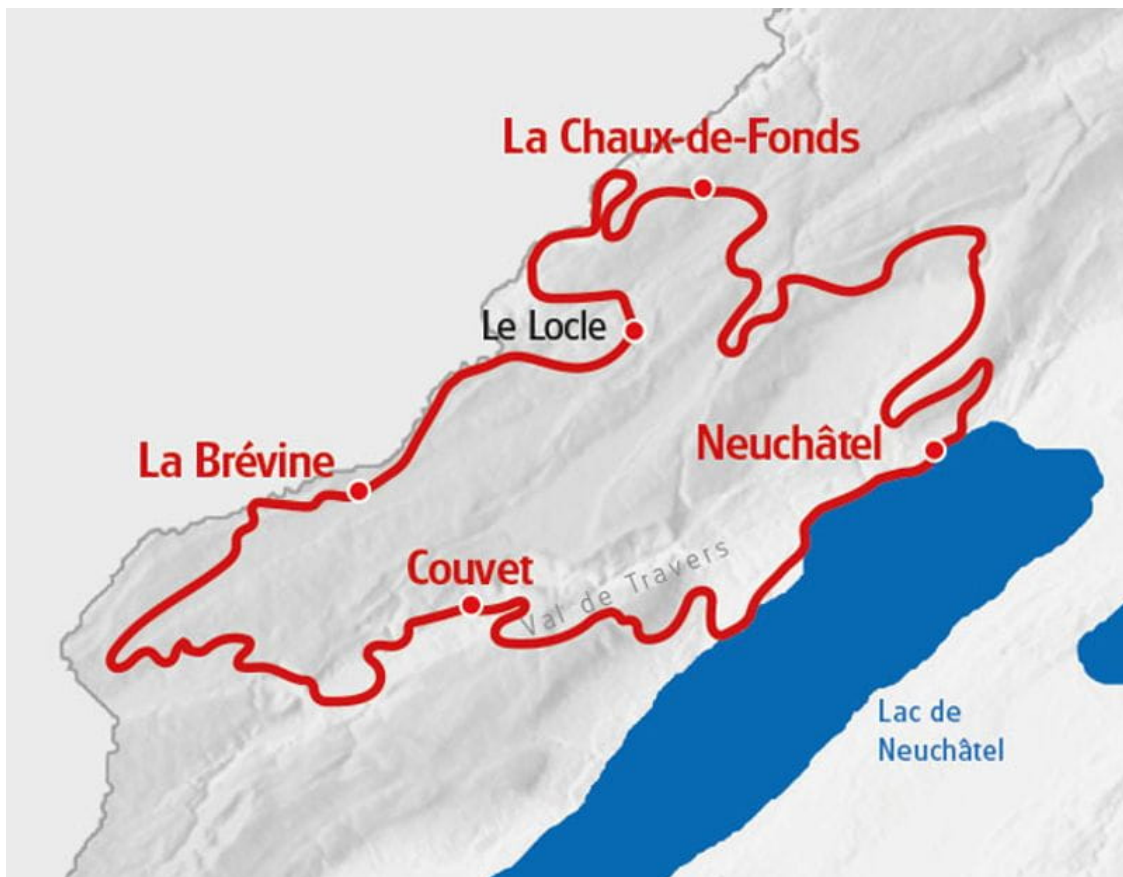 La Chaux-de-Fonds
Le Locle
La Brévine
Neuchâtel
Couvet
Val de Travers
Lac de
Neuchâtel